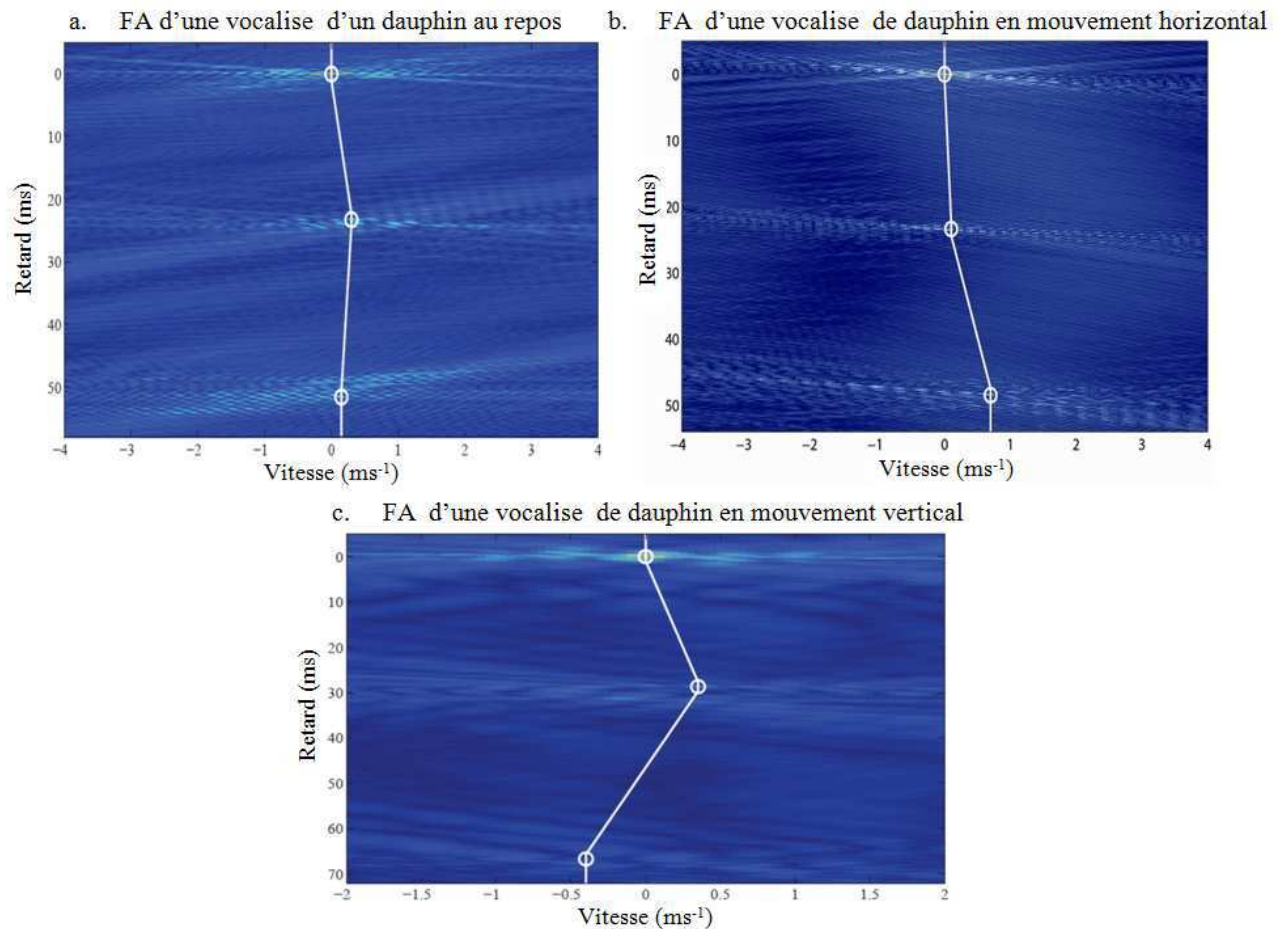 a. FA d'une vocalise d'un dauphin au repos
0
10
20
30
40
50
Retard (ms)
-4 -3 -2 -1 0 1 2 3 4
Vitesse (ms-1)
b. FA d'une vocalise de dauphin en mouvement horizontal
0
10
20
30
40
50
Retard (ms)
-4 -3 -2 -1 0 1 2 3 4
Vitesse (ms-1)
c. FA d'une vocalise de dauphin en mouvement vertical
0
10
20
30
40
50
60
70
Retard (ms)
-2 -1.5 -1 -0.5 0 0.5 1 1.5 2
Vitesse (ms-1)